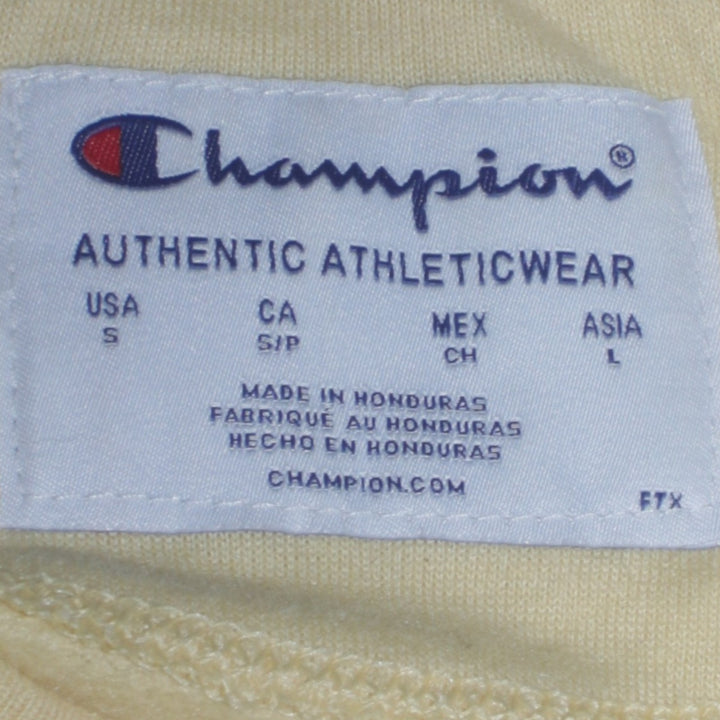 Champion®
AUTHENTIC ATHLETICWEAR
USA CA MEX ASIA
S S/P CH L
MADE IN HONDURAS
FABRIQUÉ AU HONDURAS
HECHO EN HONDURAS
CHAMPION.COM
FTX